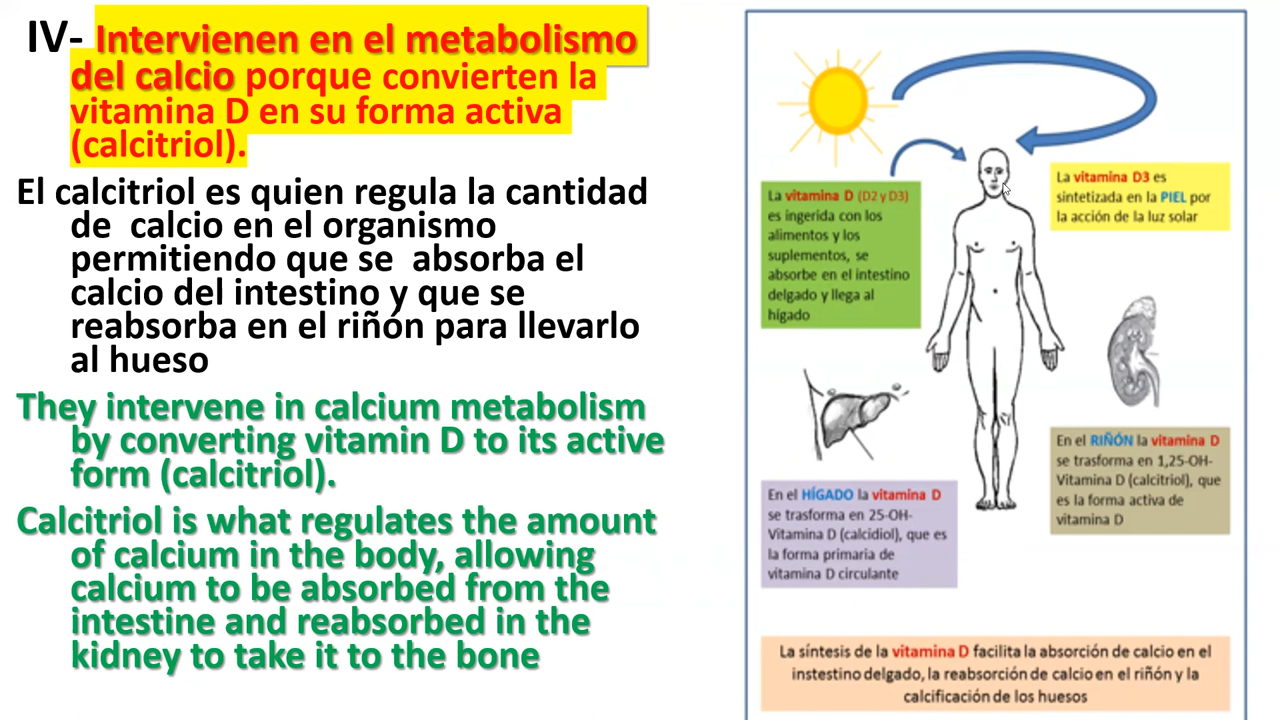 IV- Intervienen en el metabolismo
del calcio porque convierten la
vitamina D en su forma activa
(calcitriol).
El calcitriol es quien regula la cantidad
de calcio en el organismo
permitiendo que se absorba el
calcio del intestino y que se
reabsorba en el riñón para llevarlo
al hueso
They intervene in calcium metabolism
by converting vitamin D to its active
form (calcitriol).
Calcitriol is what regulates the amount
of calcium in the body, allowing
calcium to be absorbed from the
intestine and reabsorbed in the
kidney to take it to the bone
La vitamina D (D2 y D3)
es ingerida con los
alimentos y los
suplementos, se
absorbe en el intestino
delgado y llega al
hígado
La vitamina D3 es
sintetizada en la PIEL por
la acción de la luz solar
En el HÍGADO la vitamina D
se trasforma en 25-OH-
Vitamina D (calcidiol), que es
la forma primaria de
vitamina D circulante
En el RIÑÓN la vitamina D
se trasforma en 1,25-OH-
Vitamina D (calcitriol), que
es la forma activa de
vitamina D
La síntesis de la vitamina D facilita la absorción de calcio en el
instestino delgado, la reabsorción de calcio en el riñón y la
calcificación de los huesos